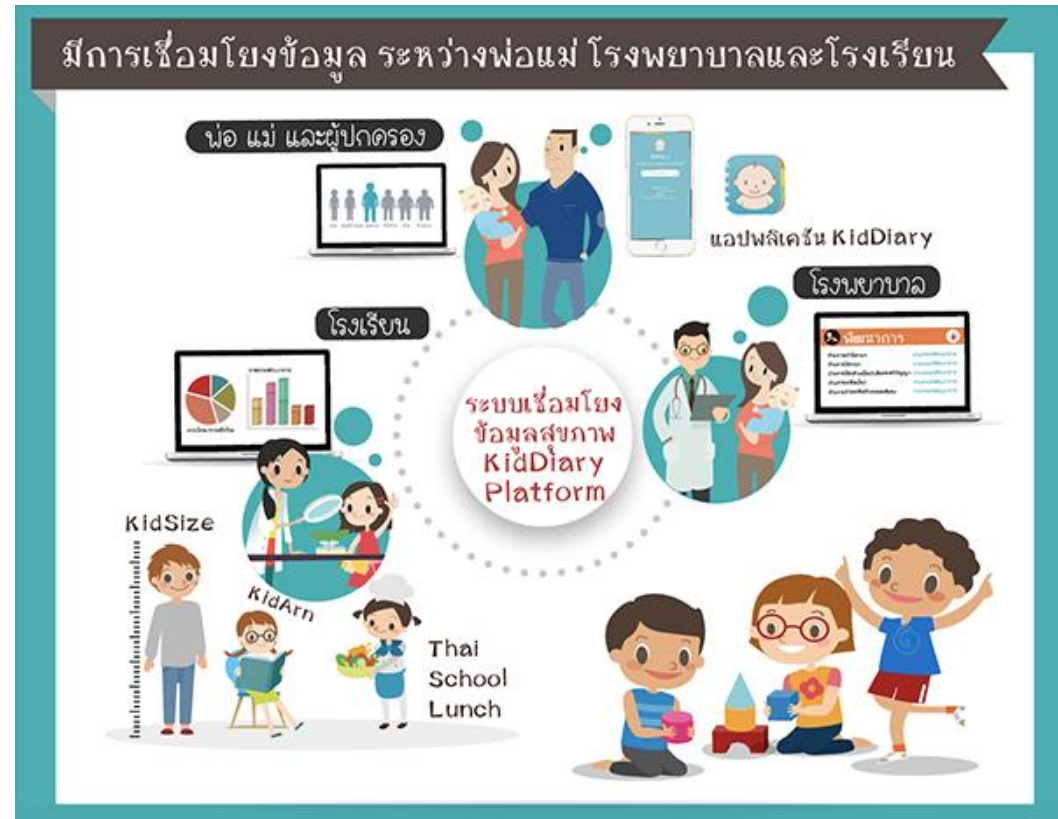 มีการเชื่อมโยงข้อมูล ระหว่างพ่อแม่ โรงพยาบาลและโรงเรียน
พ่อ แม่ และผู้ปกครอง
แอปพลิเคชัน KidDiary
โรงพยาบาล
พัฒนาการ
โรงเรียน
ระบบเชื่อมโยง
ข้อมูลสุขภาพ
KidDiary
Platform
KidSize
KidArn
Thai
School
Lunch